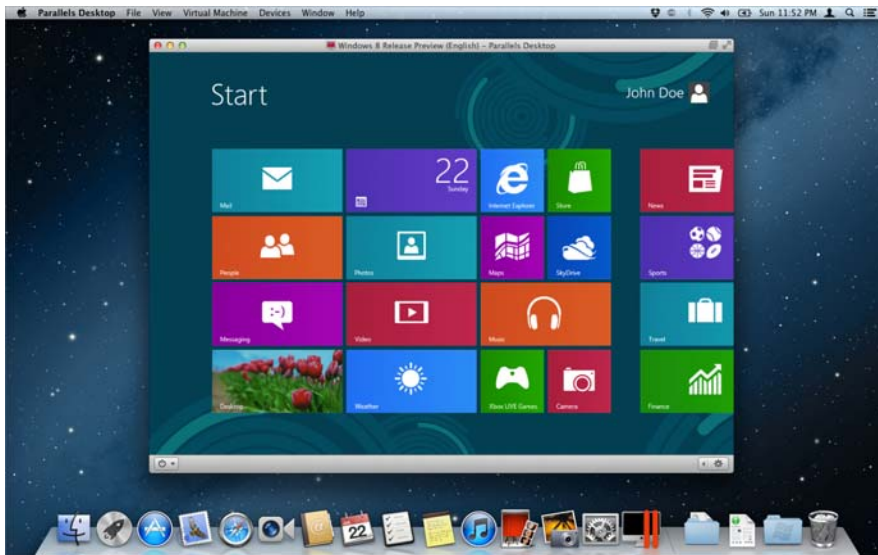 Parallels Desktop File View Virtual Machine Devices Window Help Sun 11:52 PM
Windows 8 Release Preview (English) – Parallels Desktop
Start
John Doe
22
Sunday
Mail
Internet Explorer
Store
News
People
Photos
Maps
SkyDrive
Sports
Messaging
:-)
Video
Music
Travel
Desktop
Weather
Xbox LIVE Games
Camera
Finance
22